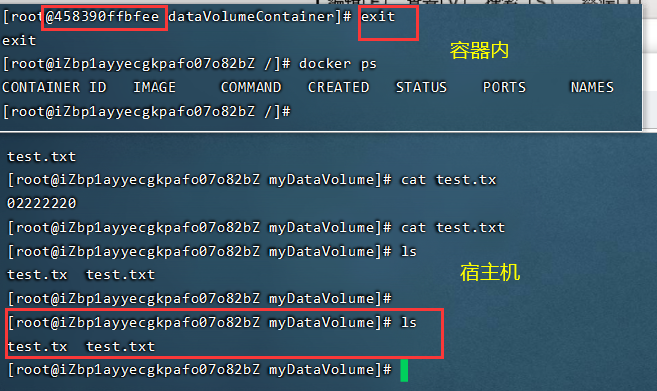 [root@458390ffbfee dataVolumeContainer]# exit
exit
容器内
[root@iZbp1ayyecgkpafo07o82bZ /]# docker ps
CONTAINER ID   IMAGE     COMMAND   CREATED   STATUS    PORTS     NAMES
[root@iZbp1ayyecgkpafo07o82bZ /]#
test.txt
[root@iZbp1ayyecgkpafo07o82bZ myDataVolume]# cat test.tx
02222220
[root@iZbp1ayyecgkpafo07o82bZ myDataVolume]# cat test.txt
[root@iZbp1ayyecgkpafo07o82bZ myDataVolume]# ls
test.tx  test.txt
宿主机
[root@iZbp1ayyecgkpafo07o82bZ myDataVolume]#
[root@iZbp1ayyecgkpafo07o82bZ myDataVolume]# ls
test.tx  test.txt
[root@iZbp1ayyecgkpafo07o82bZ myDataVolume]#